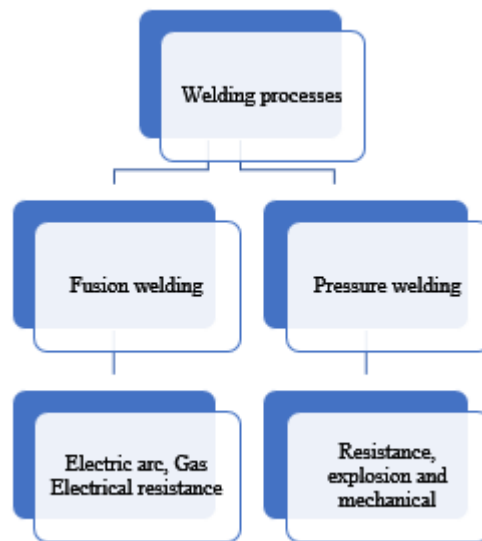 Welding processes
Fusion welding
Pressure welding
Electric arc, Gas
Electrical resistance
Resistance,
explosion and
mechanical